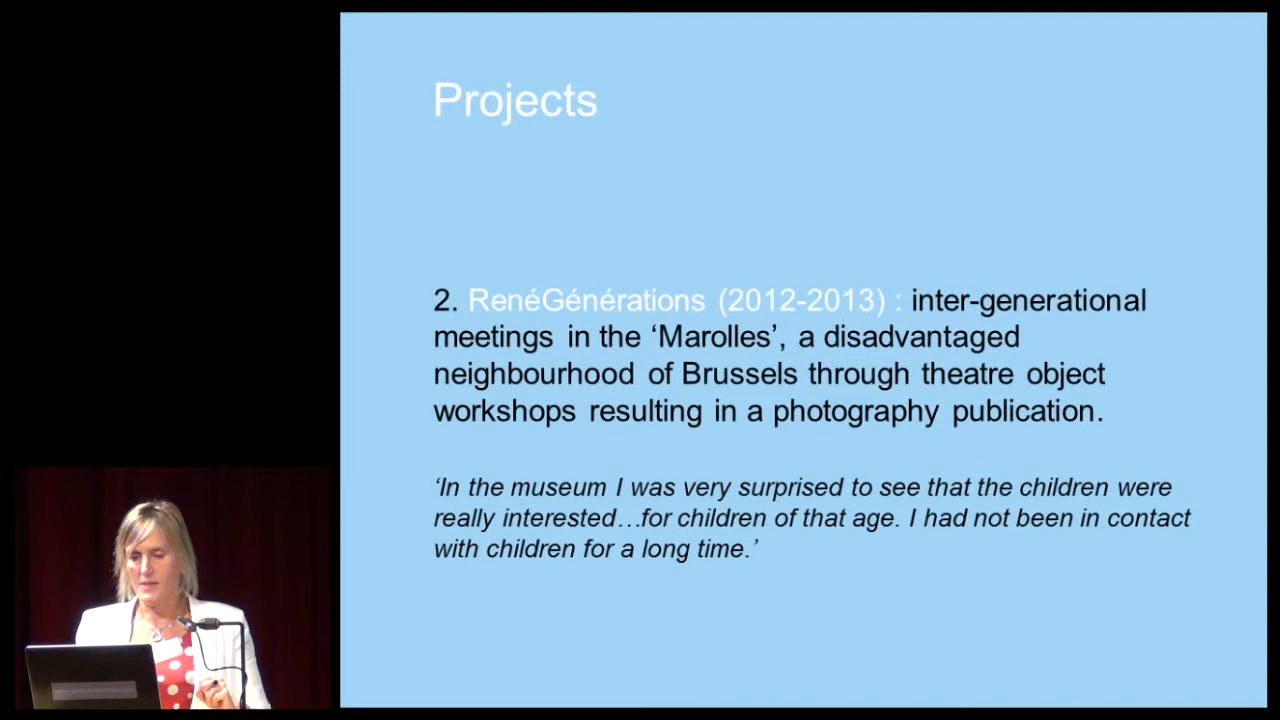 Projects
2. RenéGénérations (2012-2013) : inter-generational
meetings in the ‘Marolles’, a disadvantaged
neighbourhood of Brussels through theatre object
workshops resulting in a photography publication.
‘In the museum I was very surprised to see that the children were
really interested…for children of that age. I had not been in contact
with children for a long time.’